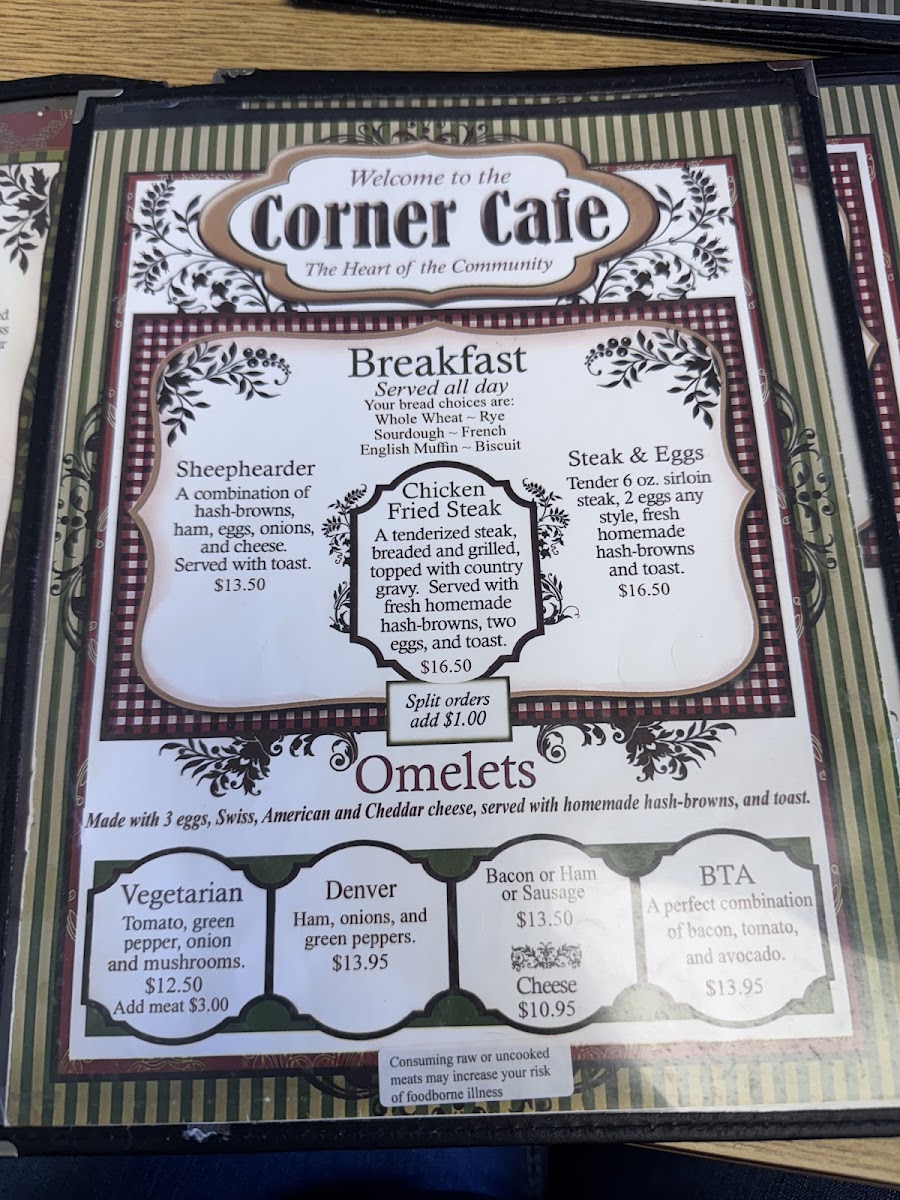 Welcome to the
Corner Cafe
The Heart of the Community
Breakfast
Served all day
Your bread choices are:
Whole Wheat ~ Rye
Sourdough ~ French
English Muffin ~ Biscuit
Sheephearder
A combination of
hash-browns,
ham, eggs, onions,
and cheese.
Served with toast.
$13.50
Chicken
Fried Steak
A tenderized steak,
breaded and grilled,
topped with country
gravy. Served with
fresh homemade
hash-browns, two
eggs, and toast.
$16.50
Steak & Eggs
Tender 6 oz. sirloin
steak, 2 eggs any
style, fresh
homemade
hash-browns
and toast.
$16.50
Split orders
add $1.00
Omelets
Made with 3 eggs, Swiss, American and Cheddar cheese, served with homemade hash-browns, and toast.
Vegetarian
Tomato, green
pepper, onion
and mushrooms.
$12.50
Add meat $3.00
Denver
Ham, onions, and
green peppers.
$13.95
Bacon or Ham
or Sausage
$13.50
Cheese
$10.95
BTA
A perfect combination
of bacon, tomato,
and avocado.
$13.95
Consuming raw or uncooked
meats may increase your risk
of foodborne illness